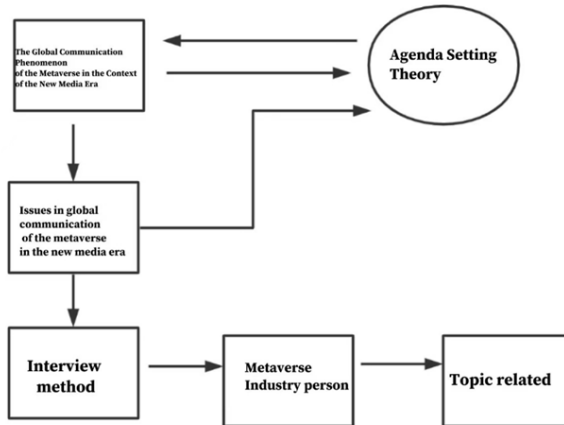 The Global Communication
Phenomenon
of the Metaverse in the Context
of the New Media Era
Agenda Setting
Theory
Issues in global
communication
of the metaverse
in the new media era
Interview
method
Metaverse
Industry person
Topic related